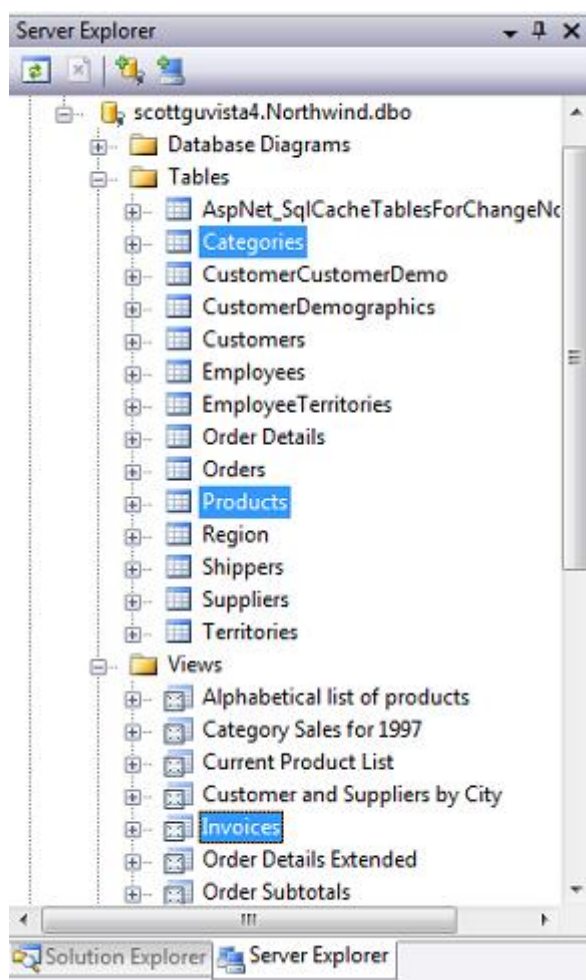 Server Explorer
scottguvista4.Northwind.dbo
Database Diagrams
Tables
AspNet_SqlCacheTablesForChangeNo
Categories
CustomerCustomerDemo
CustomerDemographics
Customers
Employees
EmployeeTerritories
Order Details
Orders
Products
Region
Shippers
Suppliers
Territories
Views
Alphabetical list of products
Category Sales for 1997
Current Product List
Customer and Suppliers by City
Invoices
Order Details Extended
Order Subtotals
Solution Explorer Server Explorer